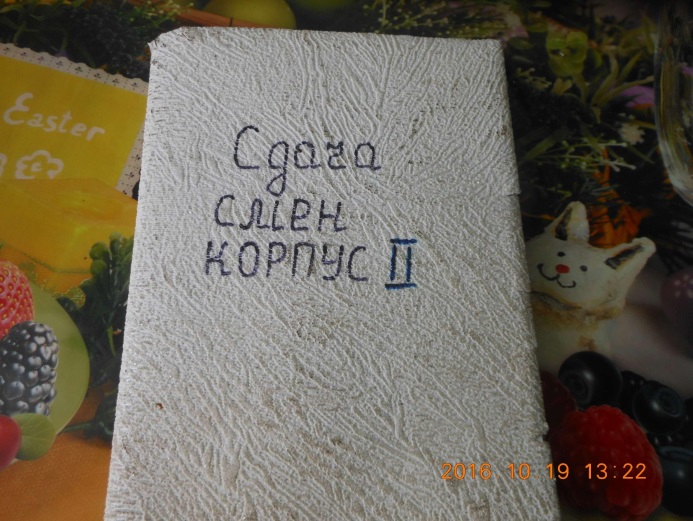 Easter
Сдача
смен
КОРПУС II
2016.10.19 13:22